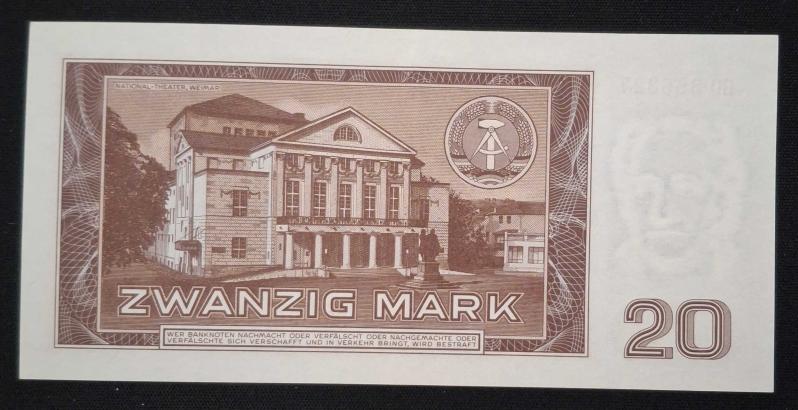 NATIONAL-THEATER, WEIMAR
ZWANZIG MARK
WER BANKNOTEN NACHMACHT ODER VERFÄLSCHT ODER NACHGEMACHTE ODER
VERFÄLSCHTE SICH VERSCHAFFT UND IN VERKEHR BRINGT, WIRD BESTRAFT
20